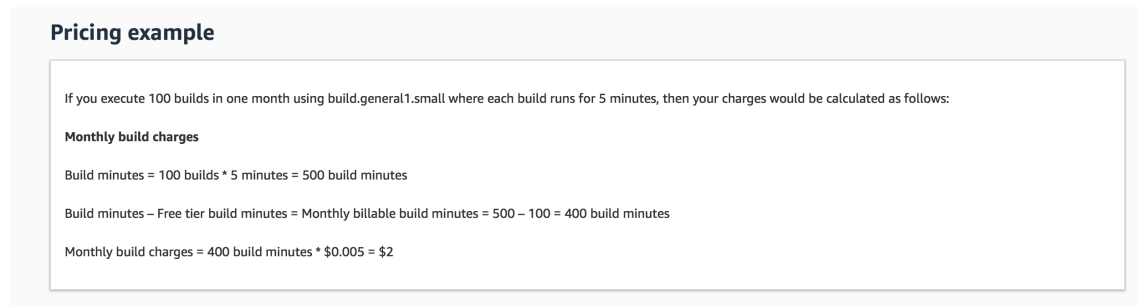 Pricing example
If you execute 100 builds in one month using build.general1.small where each build runs for 5 minutes, then your charges would be calculated as follows:
Monthly build charges
Build minutes = 100 builds * 5 minutes = 500 build minutes
Build minutes – Free tier build minutes = Monthly billable build minutes = 500 – 100 = 400 build minutes
Monthly build charges = 400 build minutes * $0.005 = $2